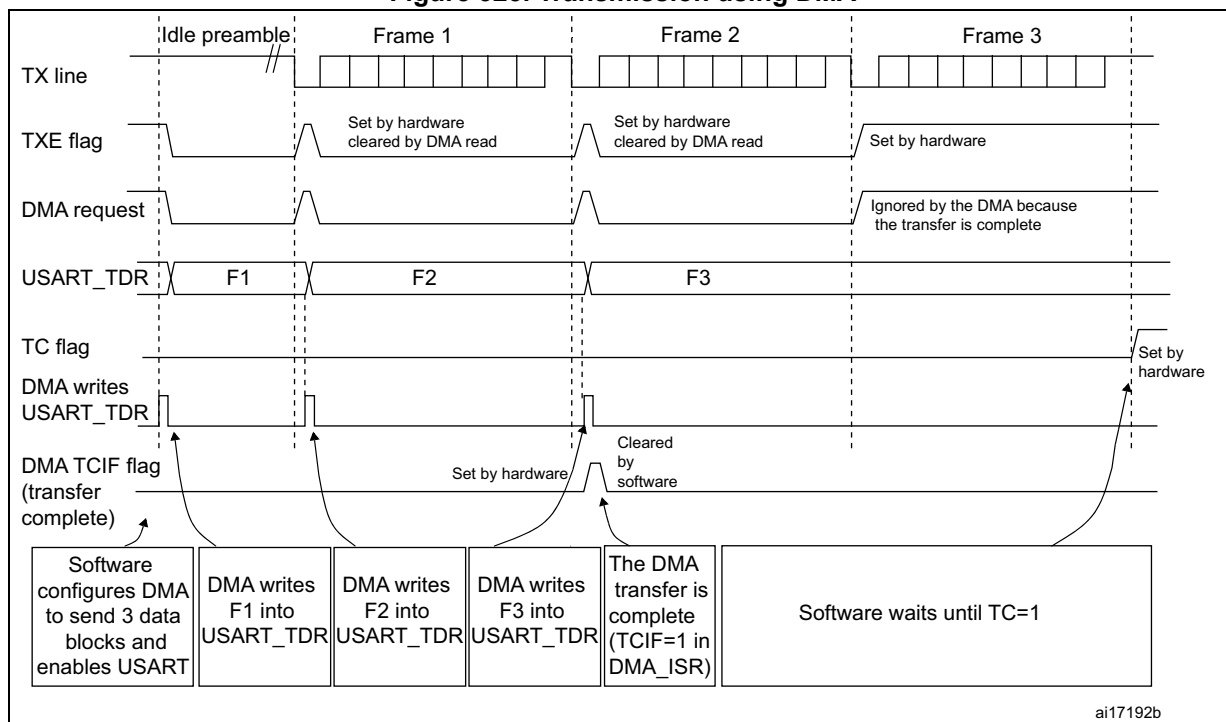 Figure 026. Transmission using DMA
Idle preamble
Frame 1
Frame 2
Frame 3
TX line
TXE flag
Set by hardware
cleared by DMA read
Set by hardware
cleared by DMA read
Set by hardware
DMA request
Ignored by the DMA because
the transfer is complete
USART_TDR
F1
F2
F3
TC flag
Set by
hardware
DMA writes
USART_TDR
DMA TCIF flag
(transfer
complete)
Set by hardware
Cleared
by
software
Software
configures DMA
to send 3 data
blocks and
enables USART
DMA writes
F1 into
USART_TDR
DMA writes
F2 into
USART_TDR
DMA writes
F3 into
USART_TDR
The DMA
transfer is
complete
(TCIF=1 in
DMA_ISR)
Software waits until TC=1
ai17192b